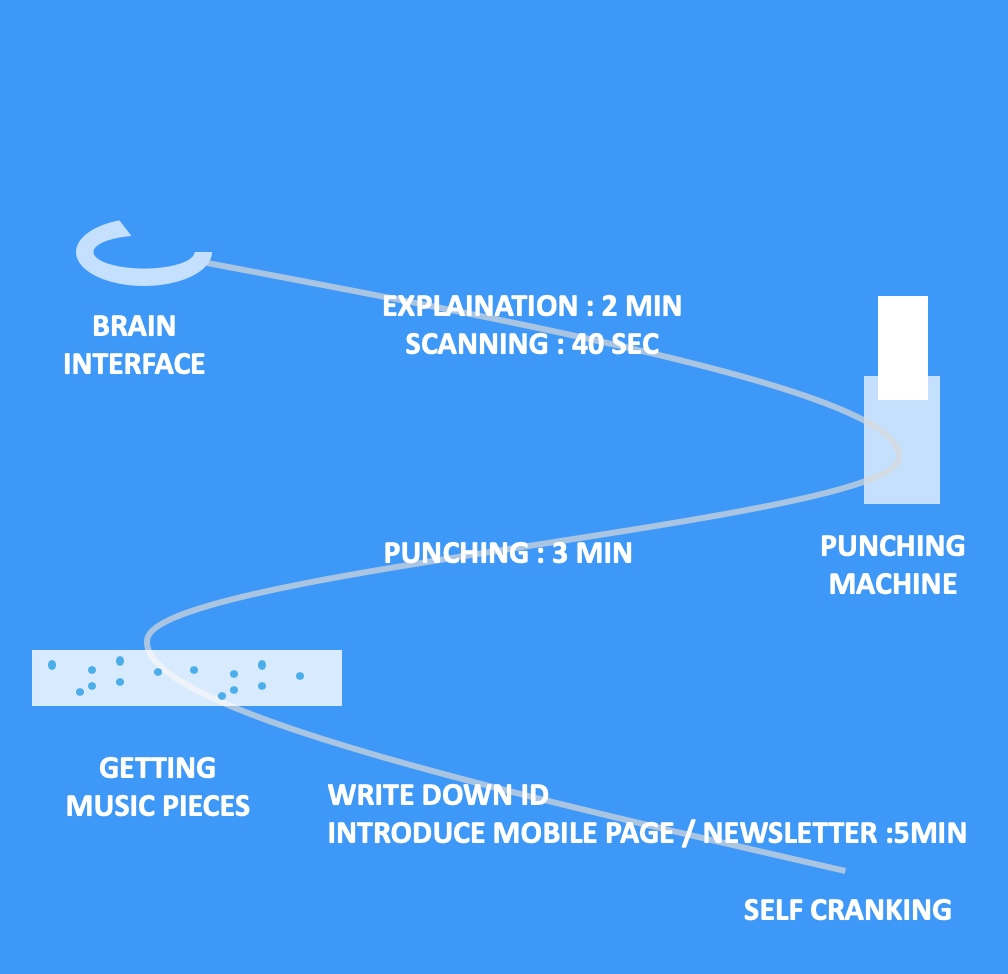 EXPLAINATION : 2 MIN
SCANNING : 40 SEC
BRAIN
INTERFACE
PUNCHING : 3 MIN
PUNCHING
MACHINE
GETTING
MUSIC PIECES
WRITE DOWN ID
INTRODUCE MOBILE PAGE / NEWSLETTER :5MIN
SELF CRANKING